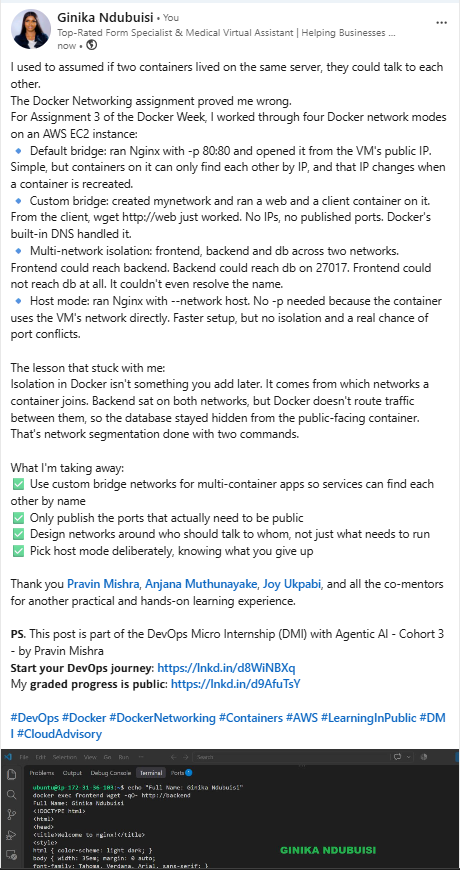 Ginika Ndubuisi • You
Top-Rated Form Specialist & Medical Virtual Assistant | Helping Businesses ...
now •
I used to assumed if two containers lived on the same server, they could talk to each
other.
The Docker Networking assignment proved me wrong.
For Assignment 3 of the Docker Week, I worked through four Docker network modes
on an AWS EC2 instance:
🔹 Default bridge: ran Nginx with -p 80:80 and opened it from the VM's public IP.
Simple, but containers on it can only find each other by IP, and that IP changes when
a container is recreated.
🔹 Custom bridge: created mynetwork and ran a web and a client container on it.
From the client, wget http://web just worked. No IPs, no published ports. Docker's
built-in DNS handled it.
🔹 Multi-network isolation: frontend, backend and db across two networks.
Frontend could reach backend. Backend could reach db on 27017. Frontend could
not reach db at all. It couldn't even resolve the name.
🔹 Host mode: ran Nginx with --network host. No -p needed because the container
uses the VM's network directly. Faster setup, but no isolation and a real chance of
port conflicts.
The lesson that stuck with me:
Isolation in Docker isn't something you add later. It comes from which networks a
container joins. Backend sat on both networks, but Docker doesn't route traffic
between them, so the database stayed hidden from the public-facing container.
That's network segmentation done with two commands.
What I'm taking away:
✅ Use custom bridge networks for multi-container apps so services can find each
other by name
✅ Only publish the ports that actually need to be public
✅ Design networks around who should talk to whom, not just what needs to run
✅ Pick host mode deliberately, knowing what you give up
Thank you Pravin Mishra, Anjana Muthunayake, Joy Ukpabi, and all the co-mentors
for another practical and hands-on learning experience.
PS. This post is part of the DevOps Micro Internship (DMI) with Agentic AI - Cohort 3
- by Pravin Mishra
Start your DevOps journey: https://lnkd.in/d8WiNBXq
My graded progress is public: https://lnkd.in/d9AfuTsY
#DevOps #Docker #DockerNetworking #Containers #AWS #LearningInPublic #DM
I #CloudAdvisory
File Edit Selection View Go Run ... Search
Problems Output Debug Console Terminal Ports
ubuntu@ip-172-31-36-103:~$ echo "Full Name: Ginika Ndubuisi"
docker exec frontend wget -qO- http://backend
Full Name: Ginika Ndubuisi
<!DOCTYPE html>
<html>
<head>
<title>Welcome to nginx!</title>
<style>
html { color-scheme: light dark; }
body { width: 35em; margin: 0 auto;
font-family: Tahoma, Verdana, Arial, sans-serif; }
GINIKA NDUBUISI